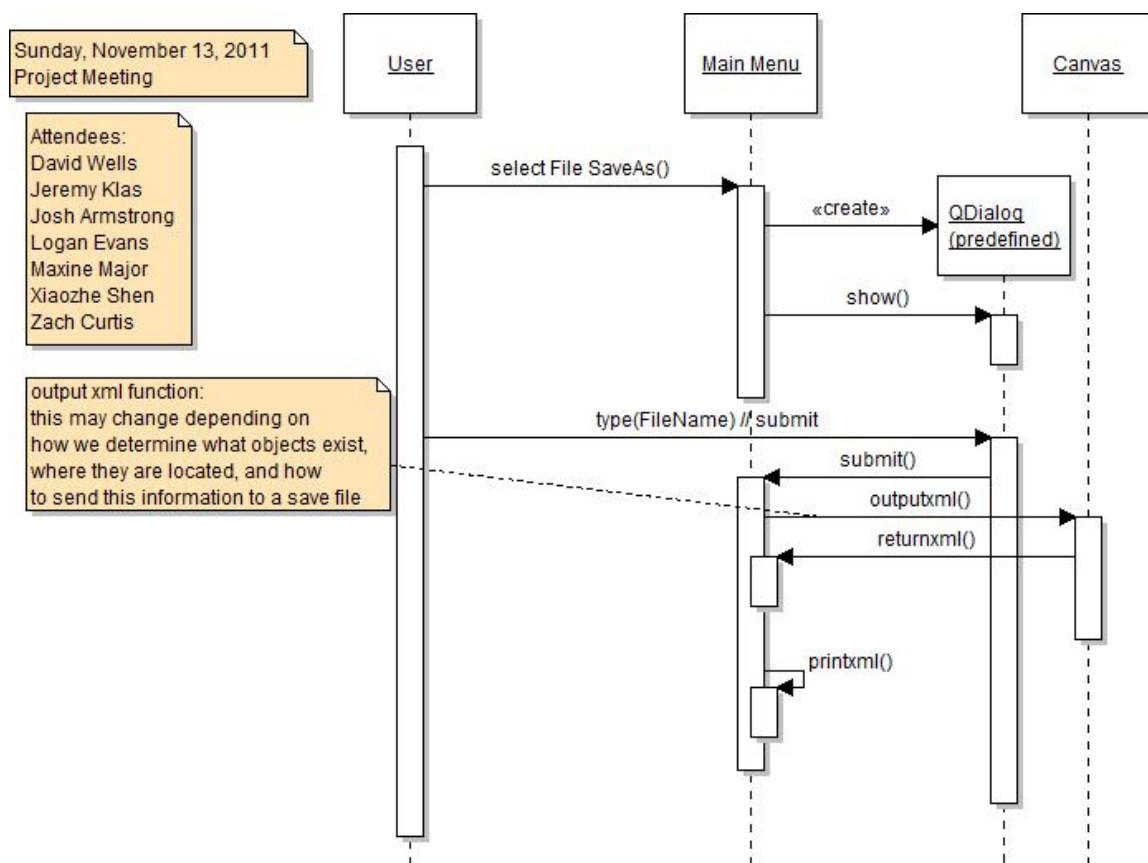 Sunday, November 13, 2011
Project Meeting
User
Main Menu
Canvas
Attendees:
David Wells
Jeremy Klas
Josh Armstrong
Logan Evans
Maxine Major
Xiaozhe Shen
Zach Curtis
select File SaveAs()
«create»
QDialog
(predefined)
show()
output xml function:
this may change depending on
how we determine what objects exist,
where they are located, and how
to send this information to a save file
type(FileName) // submit
submit()
outputxml()
returnxml()
printxml()